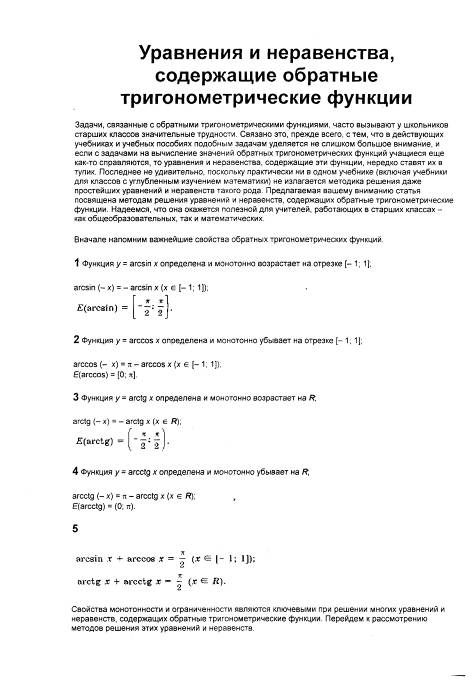 Уравнения и неравенства,
содержащие обратные
тригонометрические функции
Задачи, связанные с обратными тригонометрическими функциями, часто вызывают у школьников
старших классов значительные трудности. Связано это, прежде всего, с тем, что в действующих
учебниках и учебных пособиях подобным задачам уделяется не слишком большое внимание, и
если с задачами на вычисление значений обратных тригонометрических функций учащиеся еще
как-то справляются, то уравнения и неравенства, содержащие эти функции, нередко ставят их в
тупик. Последнее не удивительно, поскольку практически ни в одном учебнике (включая учебники
для классов с углубленным изучением математики) не излагается методика решения даже
простейших уравнений и неравенств такого рода. Предлагаемая вашему вниманию статья
посвящена методам решения уравнений и неравенств, содержащих обратные тригонометрические
функции. Надеемся, что она окажется полезной для учителей, работающих в старших классах –
как общеобразовательных, так и математических.
Вначале напомним важнейшие свойства обратных тригонометрических функций.
1 Функция y = arcsin x определена и монотонно возрастает на отрезке [– 1; 1];
arcsin (– x) = – arcsin x (x ∈ [– 1; 1]);
E(arcsin) = [-π/2; π/2].
2 Функция y = arccos x определена и монотонно убывает на отрезке [– 1; 1];
arccos (– x) = π – arccos x (x ∈ [– 1; 1]);
E(arccos) = [0; π].
3 Функция y = arctg x определена и монотонно возрастает на R;
arctg (– x) = – arctg x (x ∈ R);
E(arctg) = (-π/2; π/2).
4 Функция y = arcctg x определена и монотонно убывает на R;
arcctg (– x) = π – arcctg x (x ∈ R);
E(arcctg) = (0; π).
5
arcsin x + arccos x = π/2 (x ∈ [- 1; 1]);
arctg x + arcctg x = π/2 (x ∈ R).
Свойства монотонности и ограниченности являются ключевыми при решении многих уравнений и
неравенств, содержащих обратные тригонометрические функции. Перейдем к рассмотрению
методов решения этих уравнений и неравенств.